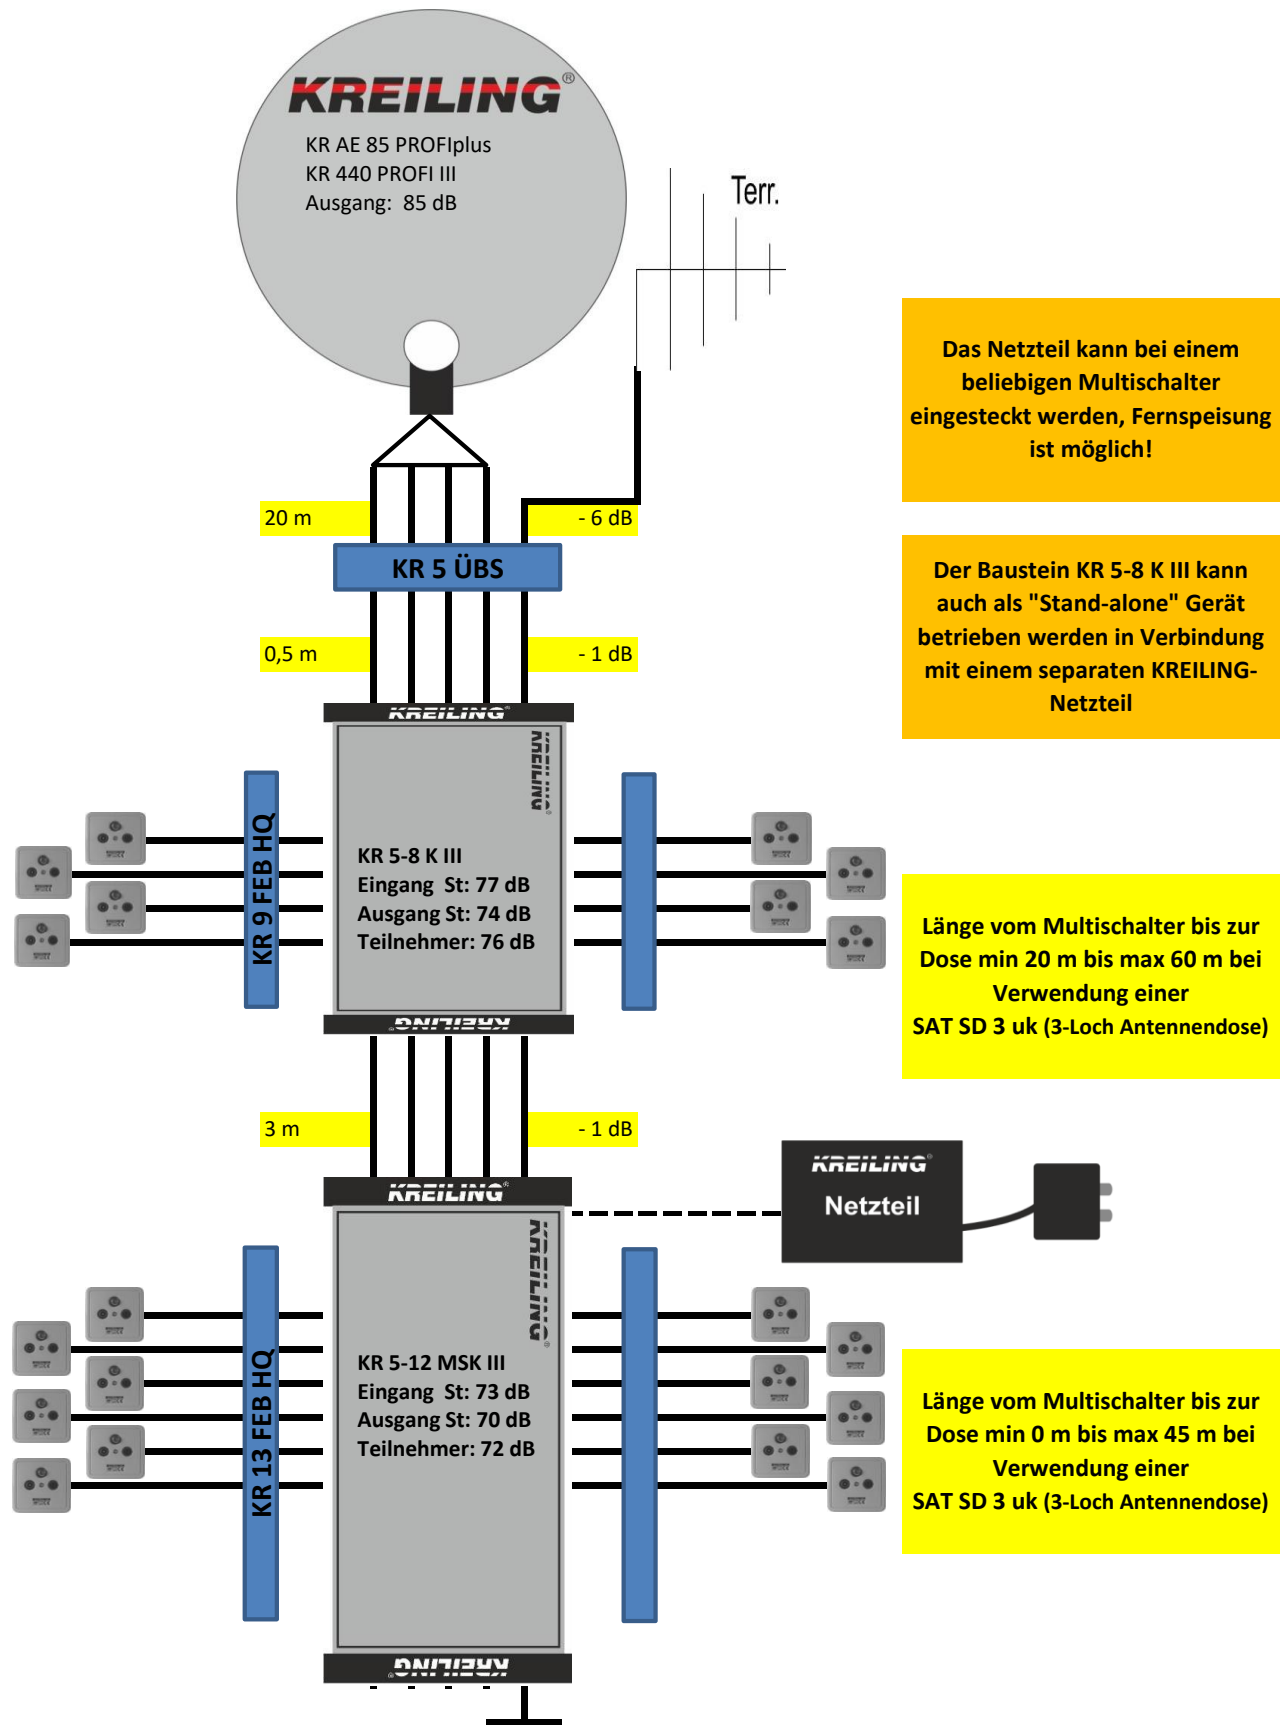 KREILING®
KR AE 85 PROFIplus
KR 440 PROFI III
Ausgang:  85 dB
Terr.
Das Netzteil kann bei einem
beliebigen Multischalter
eingesteckt werden, Fernspeisung
ist möglich!
20 m
- 6 dB
KR 5 ÜBS
Der Baustein KR 5-8 K III kann
auch als "Stand-alone" Gerät
betrieben werden in Verbindung
mit einem separaten KREILING-
Netzteil
0,5 m
- 1 dB
KREILING®
KREILING®
KR 9 FEB HQ
KR 5-8 K III
Eingang  St: 77 dB
Ausgang St: 74 dB
Teilnehmer: 76 dB
Länge vom Multischalter bis zur
Dose min 20 m bis max 60 m bei
Verwendung einer
SAT SD 3 uk (3-Loch Antennendose)
KREILING®
3 m
- 1 dB
KREILING®
Netzteil
KREILING®
KREILING®
KR 13 FEB HQ
KR 5-12 MSK III
Eingang  St: 73 dB
Ausgang St: 70 dB
Teilnehmer: 72 dB
Länge vom Multischalter bis zur
Dose min 0 m bis max 45 m bei
Verwendung einer
SAT SD 3 uk (3-Loch Antennendose)
KREILING®